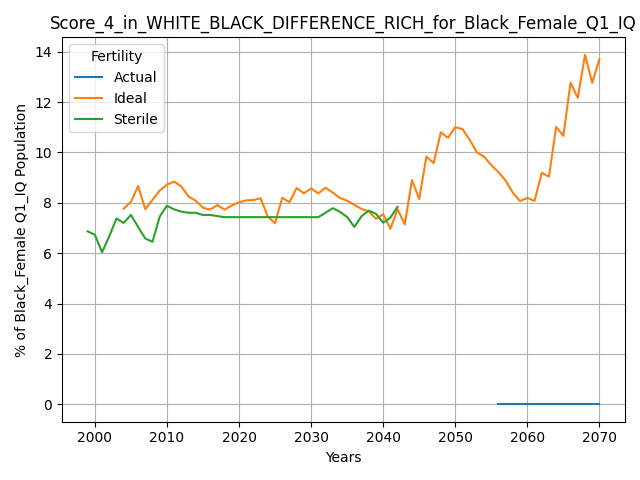 Score_4_in_WHITE_BLACK_DIFFERENCE_RICH_for_Black_Female_Q1_IQ
Fertility
Actual
Ideal
Sterile
% of Black_Female Q1_IQ Population
14
12
10
8
6
4
2
0
2000 2010 2020 2030 2040 2050 2060 2070
Years